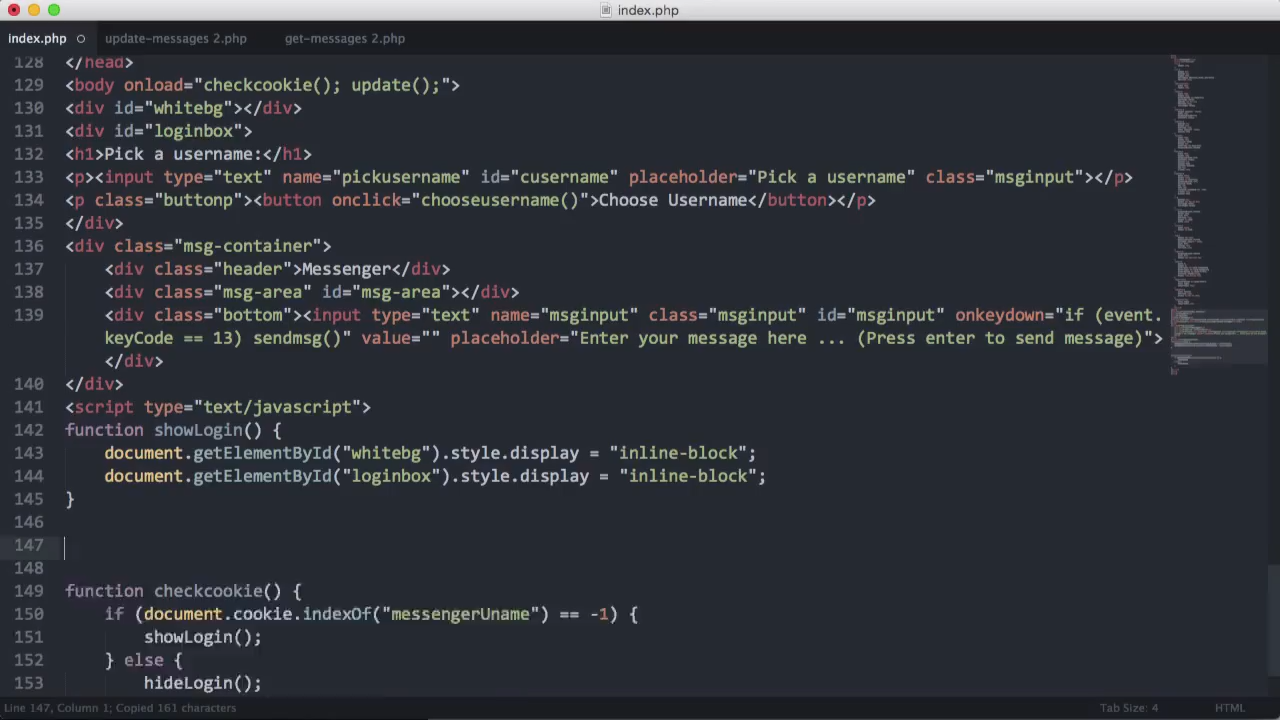 index.php
index.php
update-messages 2.php
get-messages 2.php
128 </head>
129 <body onload="checkcookie(); update();">
130 <div id="whitebg"></div>
131 <div id="loginbox">
132 <h1>Pick a username:</h1>
133 <p><input type="text" name="pickusername" id="cusername" placeholder="Pick a username" class="msginput"></p>
134 <p class="buttonp"><button onclick="chooseusername()">Choose Username</button></p>
135 </div>
136 <div class="msg-container">
137     <div class="header">Messenger</div>
138     <div class="msg-area" id="msg-area"></div>
139     <div class="bottom"><input type="text" name="msginput" class="msginput" id="msginput" onkeydown="if (event.
    keyCode == 13) sendmsg()" value="" placeholder="Enter your message here ... (Press enter to send message)">
    </div>
140 </div>
141 <script type="text/javascript">
142 function showLogin() {
143     document.getElementById("whitebg").style.display = "inline-block";
144     document.getElementById("loginbox").style.display = "inline-block";
145 }
146
147
148
149 function checkcookie() {
150     if (document.cookie.indexOf("messengerUname") == -1) {
151         showLogin();
152     } else {
153         hideLogin();
Line 147, Column 1; Copied 161 characters
Tab Size: 4
HTML